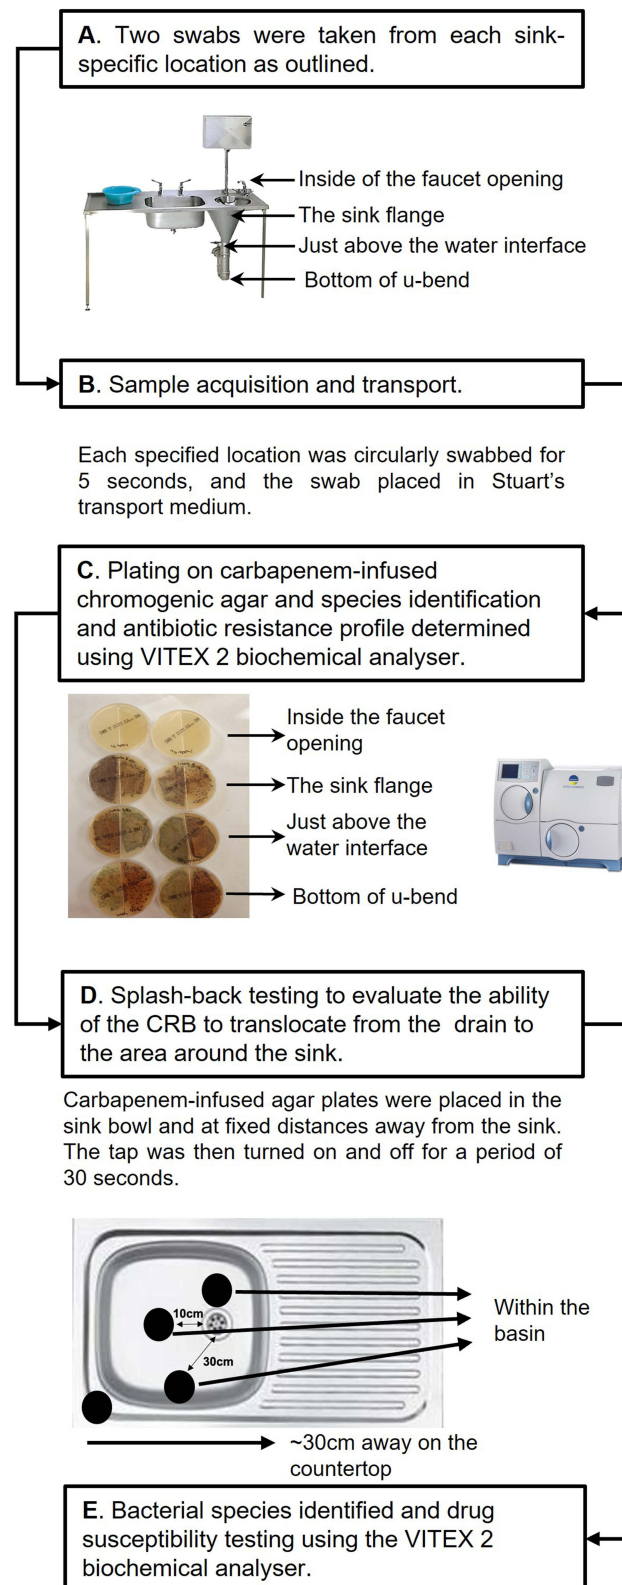 A. Two swabs were taken from each sink-
specific location as outlined.
Inside of the faucet opening
The sink flange
Just above the water interface
Bottom of u-bend
B. Sample acquisition and transport.
Each specified location was circularly swabbed for
5 seconds, and the swab placed in Stuart's
transport medium.
C. Plating on carbapenem-infused
chromogenic agar and species identification
and antibiotic resistance profile determined
using VITEX 2 biochemical analyser.
Inside the faucet
opening
The sink flange
Just above the
water interface
Bottom of u-bend
D. Splash-back testing to evaluate the ability
of the CRB to translocate from the drain to
the area around the sink.
Carbapenem-infused agar plates were placed in the
sink bowl and at fixed distances away from the sink.
The tap was then turned on and off for a period of
30 seconds.
10cm
30cm
Within the
basin
~30cm away on the
countertop
E. Bacterial species identified and drug
susceptibility testing using the VITEX 2
biochemical analyser.